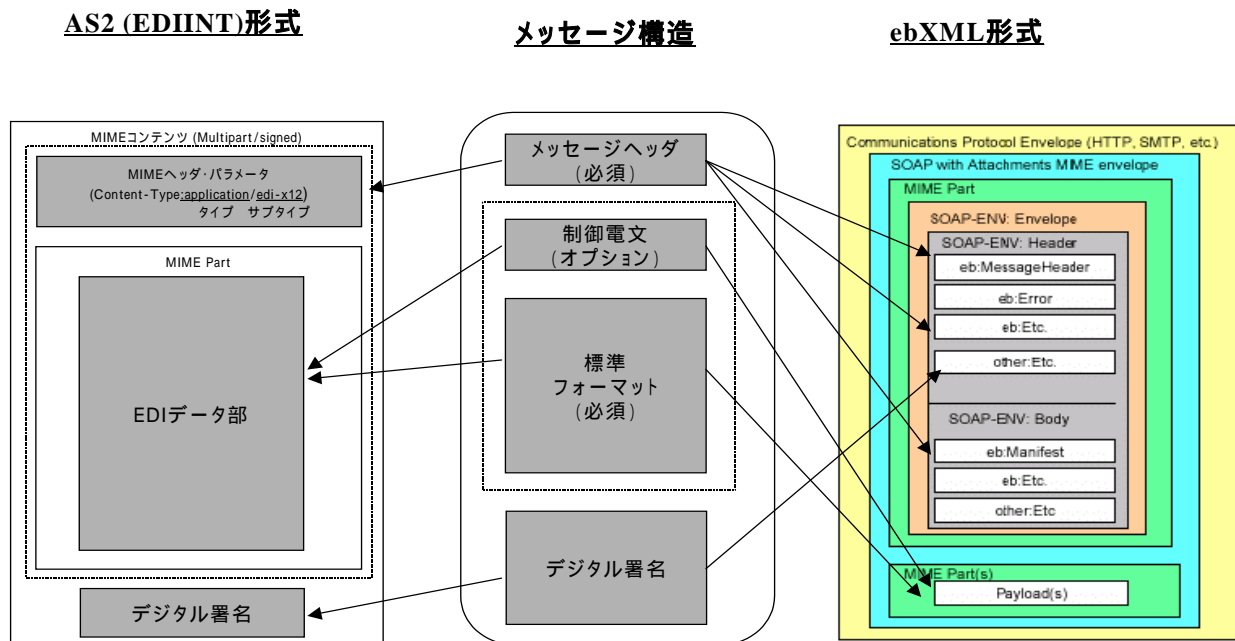 AS2 (EDIINT)形式
メッセージ構造
ebXML形式
MIMEコンテンツ (Multipart/signed)
MIMEヘッダ・パラメータ
(Content-Type:application/edi-x12)
タイプ サブタイプ
MIME Part
EDIデータ部
デジタル署名
メッセージヘッダ
(必須)
制御電文
(オプション)
標準
フォーマット
(必須)
デジタル署名
Communications Protocol Envelope (HTTP, SMTP, etc.)
SOAP with Attachments MIME envelope
MIME Part
SOAP-ENV: Envelope
SOAP-ENV: Header
eb:MessageHeader
eb:Error
eb:Etc.
other:Etc.
SOAP-ENV: Body
eb:Manifest
eb:Etc.
other:Etc
MIME Part(s)
Payload(s)